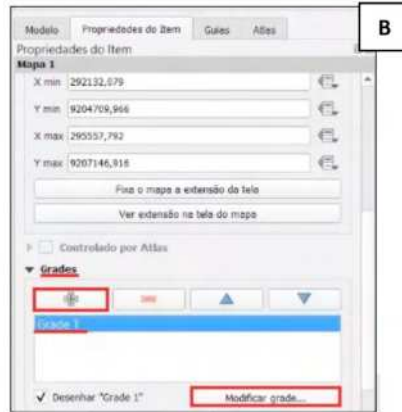 B
Modelo Propriedades do Item Guias Atlas
Propriedades do Item
Mapa 1
X min 292132,079
Y min 9204709,966
X max 295557,792
Y max 9207146,916
Fixa o mapa a extensão da tela
Ver extensão na tela do mapa
Controlado por Atlas
Grades
Grade 1
Desenhar "Grade 1" Modificar grade...